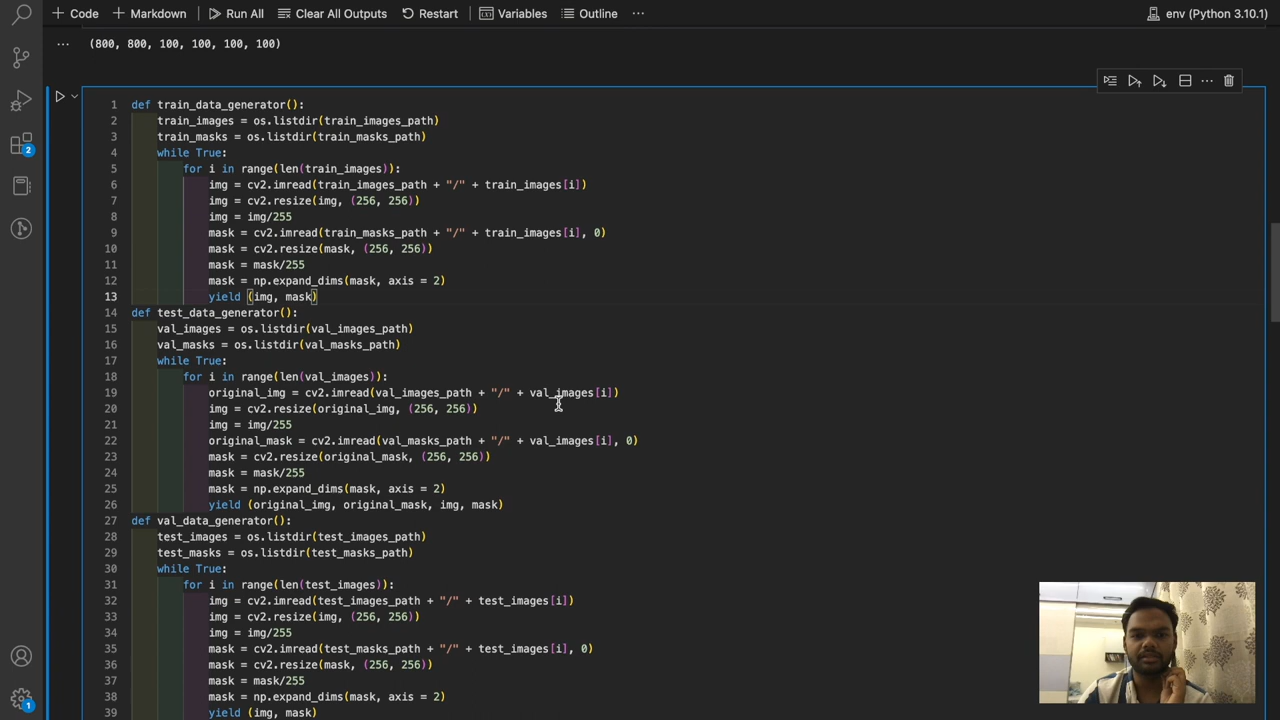 Code
Markdown
Run All
Clear All Outputs
Restart
Variables
Outline
···
env (Python 3.10.1)
...
(800, 800, 100, 100, 100, 100)
1 def train_data_generator():
2 train_images = os.listdir(train_images_path)
3 train_masks = os.listdir(train_masks_path)
4 while True:
5 for i in range(len(train_images)):
6 img = cv2.imread(train_images_path + "/" + train_images[i])
7 img = cv2.resize(img, (256, 256))
8 img = img/255
9 mask = cv2.imread(train_masks_path + "/" + train_images[i], 0)
10 mask = cv2.resize(mask, (256, 256))
11 mask = mask/255
12 mask = np.expand_dims(mask, axis = 2)
13 yield (img, mask)
14 def test_data_generator():
15 val_images = os.listdir(val_images_path)
16 val_masks = os.listdir(val_masks_path)
17 while True:
18 for i in range(len(val_images)):
19 original_img = cv2.imread(val_images_path + "/" + val_images[i])
20 img = cv2.resize(original_img, (256, 256))
21 img = img/255
22 original_mask = cv2.imread(val_masks_path + "/" + val_images[i], 0)
23 mask = cv2.resize(original_mask, (256, 256))
24 mask = mask/255
25 mask = np.expand_dims(mask, axis = 2)
26 yield (original_img, original_mask, img, mask)
27 def val_data_generator():
28 test_images = os.listdir(test_images_path)
29 test_masks = os.listdir(test_masks_path)
30 while True:
31 for i in range(len(test_images)):
32 img = cv2.imread(test_images_path + "/" + test_images[i])
33 img = cv2.resize(img, (256, 256))
34 img = img/255
35 mask = cv2.imread(test_masks_path + "/" + test_images[i], 0)
36 mask = cv2.resize(mask, (256, 256))
37 mask = mask/255
38 mask = np.expand_dims(mask, axis = 2)
39 yield (img, mask)
2
1